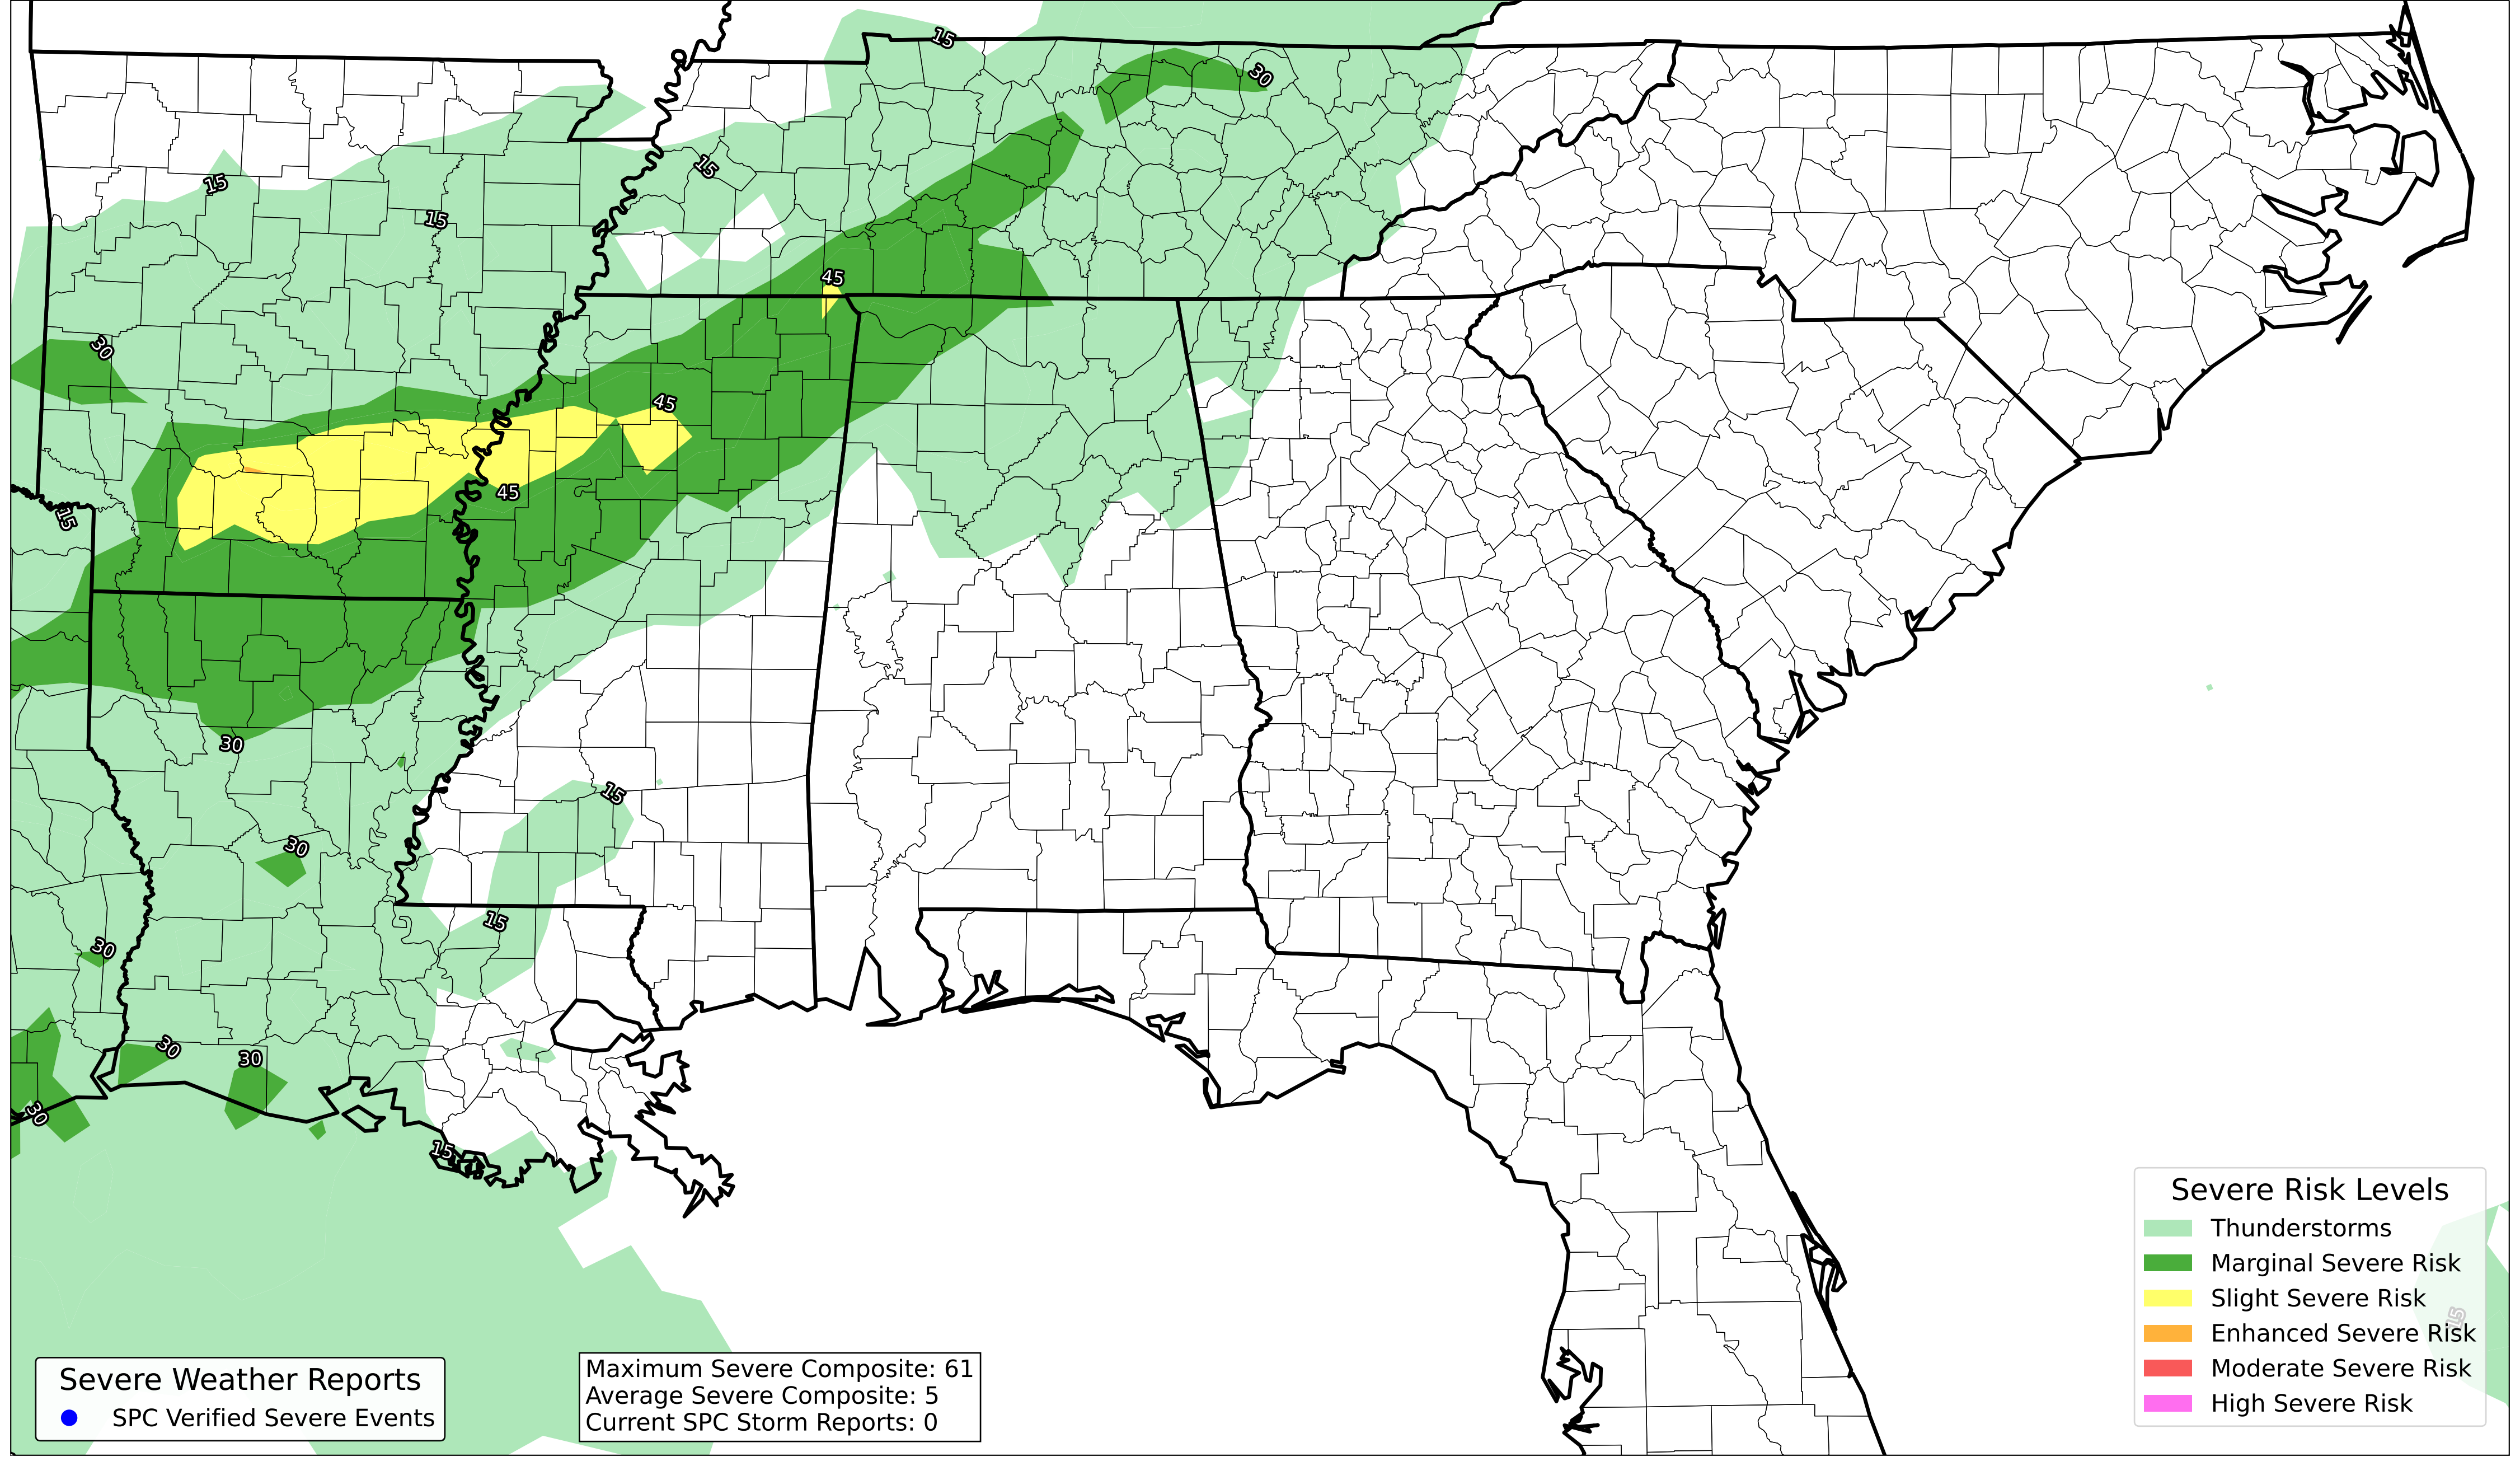 15
30
15
15
15
45
30
45
45
15
30
15
30
15
30
30
30
30
15
15
Severe Risk Levels
Thunderstorms
Marginal Severe Risk
Slight Severe Risk
Enhanced Severe Risk
Moderate Severe Risk
High Severe Risk
Severe Weather Reports
SPC Verified Severe Events
Maximum Severe Composite: 61
Average Severe Composite: 5
Current SPC Storm Reports: 0